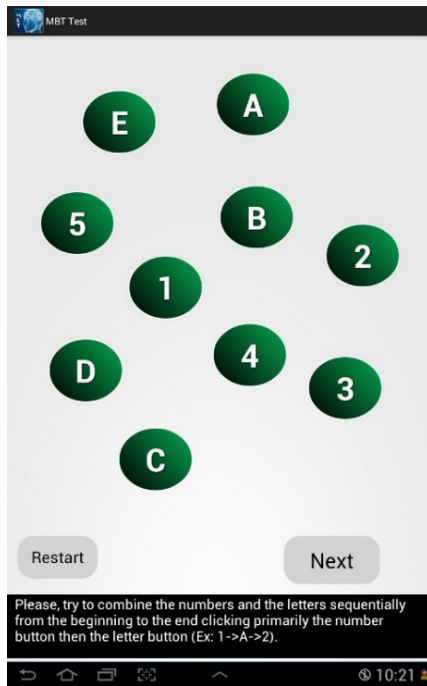 MBT Test
A
E
B
5
2
1
4
D
3
C
Restart
Next
Please, try to combine the numbers and the letters sequentially
from the beginning to the end clicking primarily the number
button then the letter button (Ex: 1->A->2).
10:21